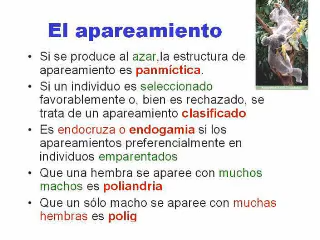 El apareamiento
• Si se produce al azar,la estructura de
apareamiento es panmíctica.
• Si un individuo es seleccionado
favorablemente o, bien es rechazado, se
trata de un apareamiento clasificado
• Es endocruza o endogamia si los
apareamientos preferencialmente en
individuos emparentados
• Que una hembra se aparee con muchos
machos es poliandria
• Que un sólo macho se aparee con muchas
hembras es polig